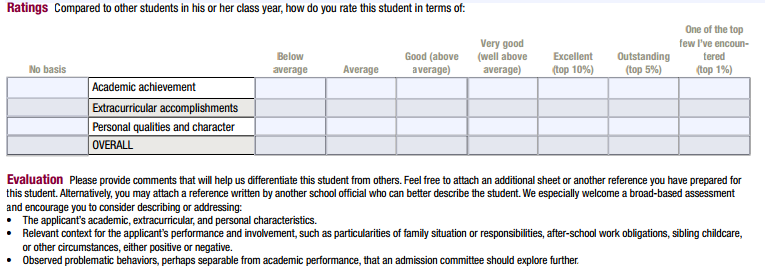 Ratings Compared to other students in his or her class year, how do you rate this student in terms of:
No basis
Below average
Average
Good (above average)
Very good (well above average)
Excellent (top 10%)
Outstanding (top 5%)
One of the top few I've encoun-tered (top 1%)
Academic achievement
Extracurricular accomplishments
Personal qualities and character
OVERALL
Evaluation Please provide comments that will help us differentiate this student from others. Feel free to attach an additional sheet or another reference you have prepared for
this student. Alternatively, you may attach a reference written by another school official who can better describe the student. We especially welcome a broad-based assessment
and encourage you to consider describing or addressing:
• The applicant's academic, extracurricular, and personal characteristics.
• Relevant context for the applicant's performance and involvement, such as particularities of family situation or responsibilities, after-school work obligations, sibling childcare,
or other circumstances, either positive or negative.
• Observed problematic behaviors, perhaps separable from academic performance, that an admission committee should explore further.